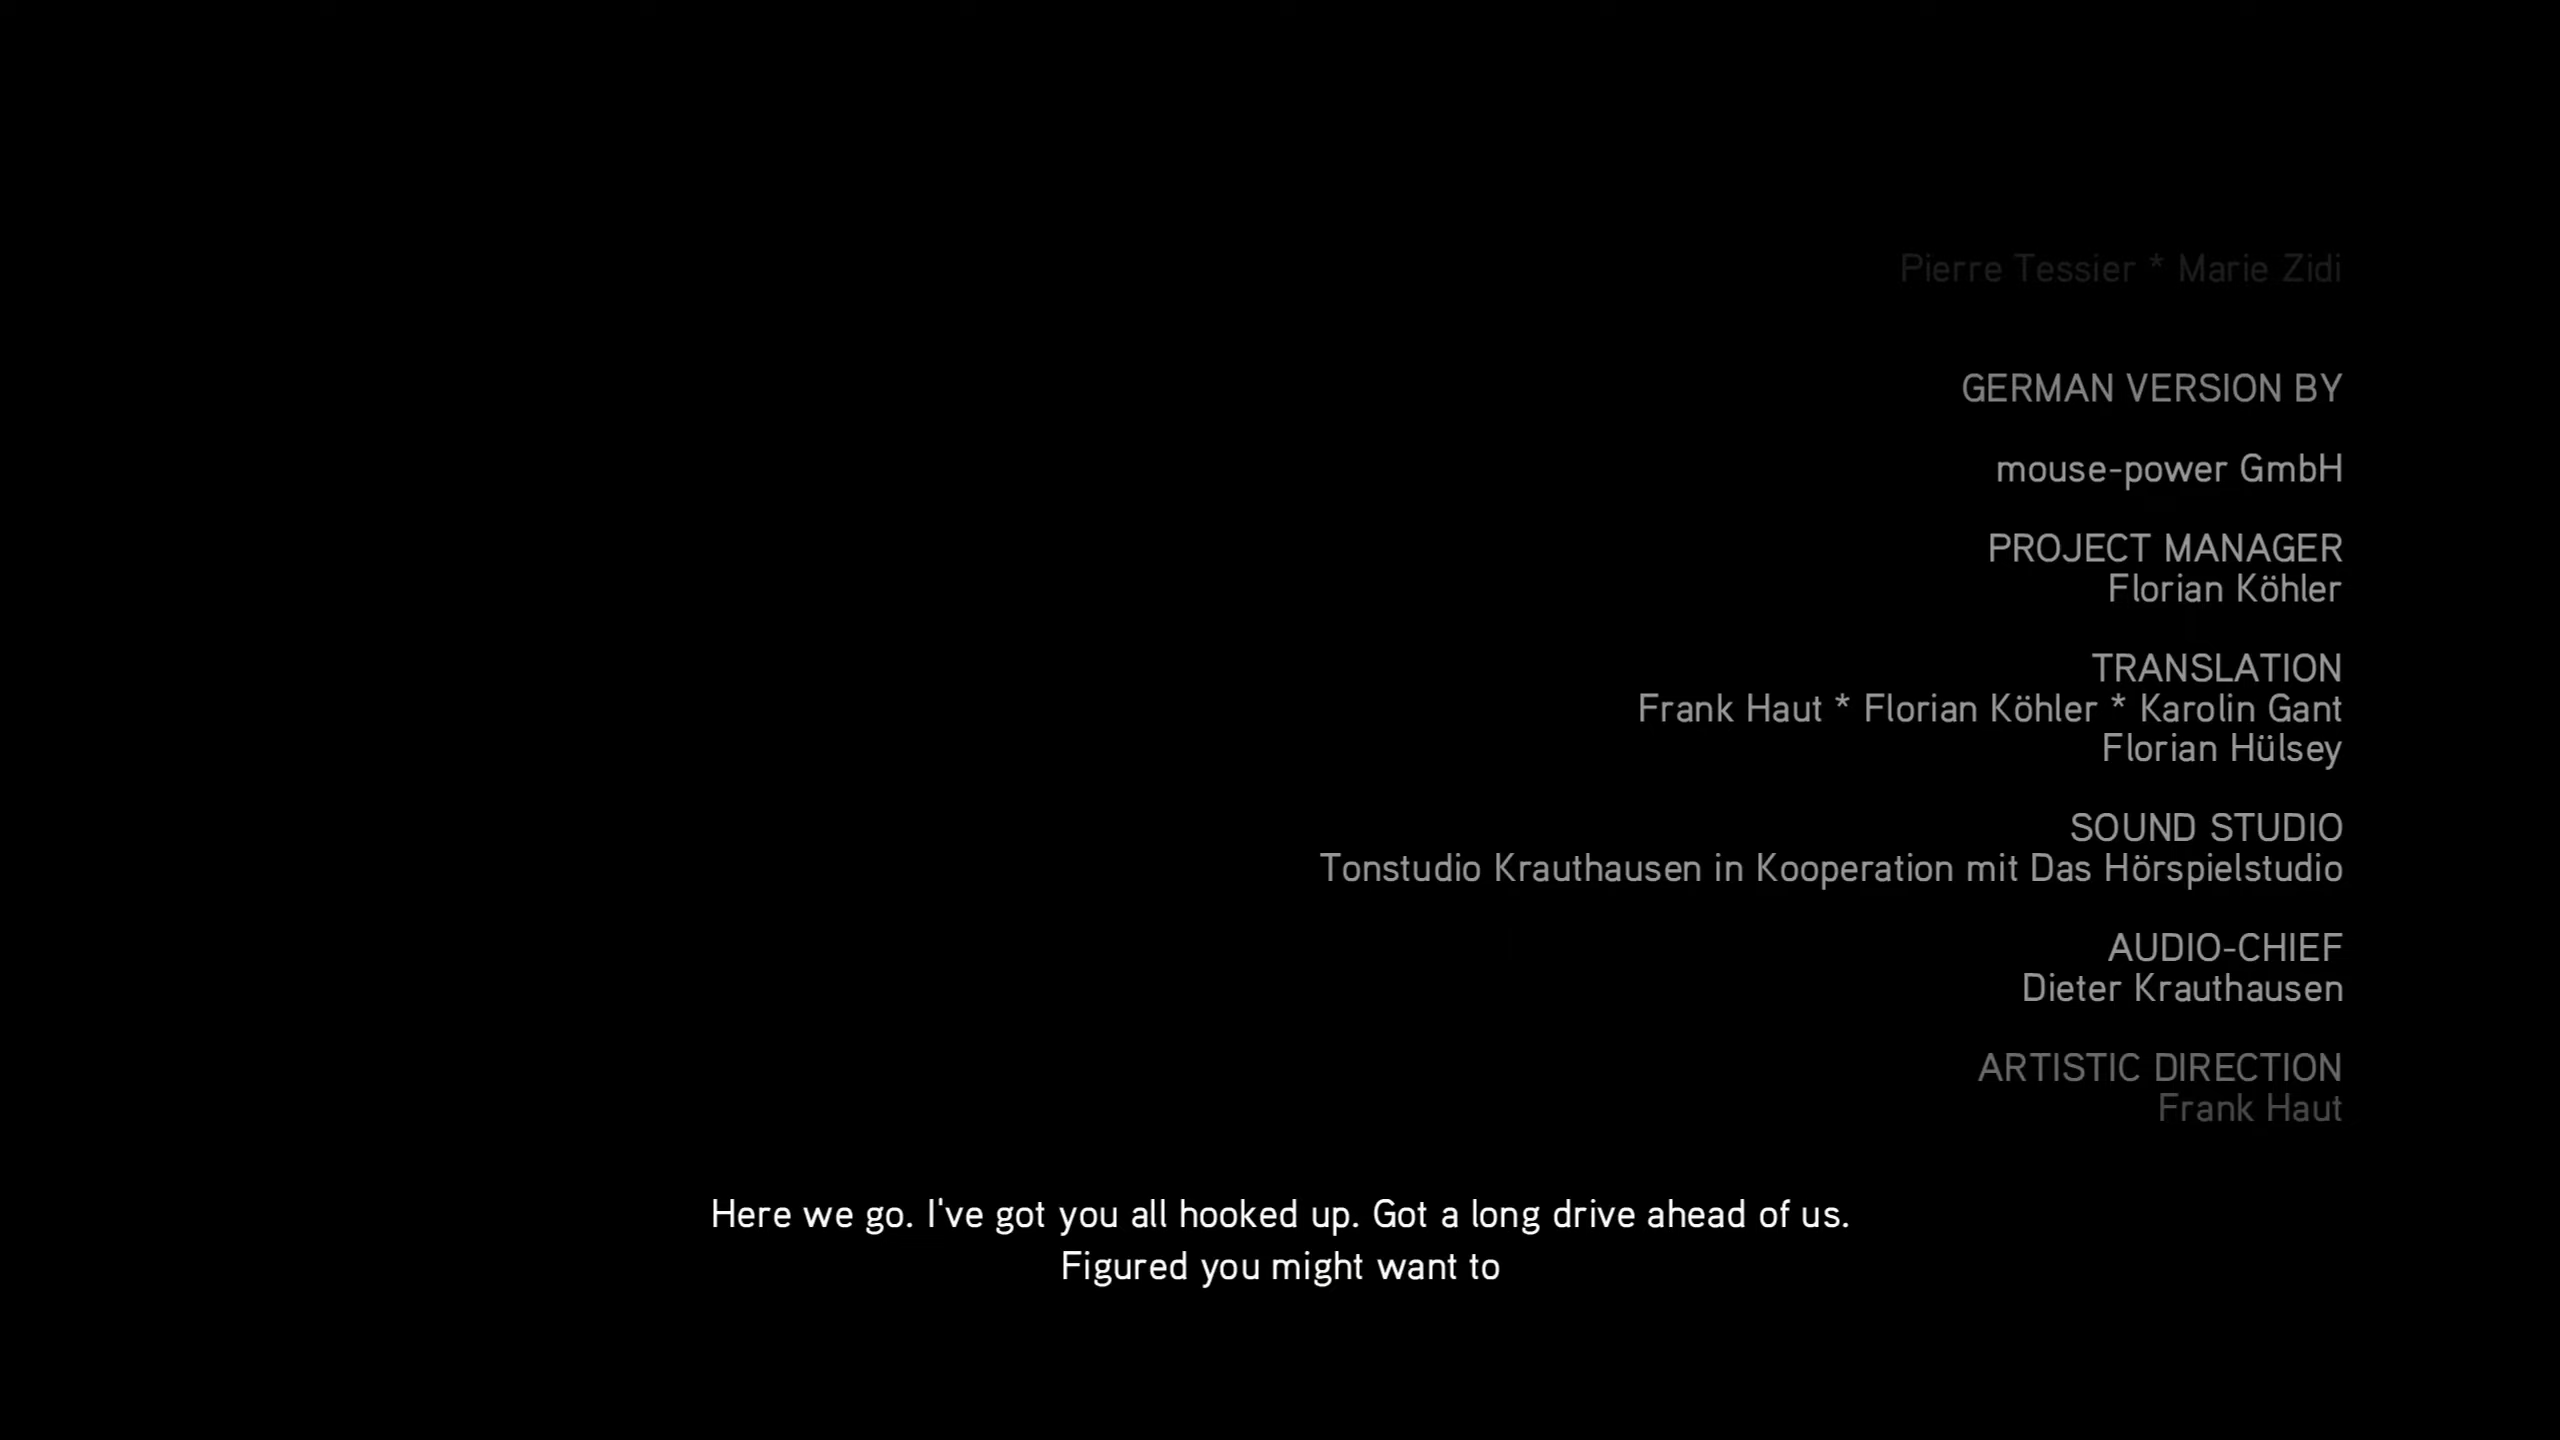 Pierre Tessier * Marie Zidi
GERMAN VERSION BY
mouse-power GmbH
PROJECT MANAGER
Florian Köhler
TRANSLATION
Frank Haut * Florian Köhler * Karolin Gant
Florian Hülsey
SOUND STUDIO
Tonstudio Krauthausen in Kooperation mit Das Hörspielstudio
AUDIO-CHIEF
Dieter Krauthausen
ARTISTIC DIRECTION
Frank Haut
Here we go. I've got you all hooked up. Got a long drive ahead of us.
Figured you might want to